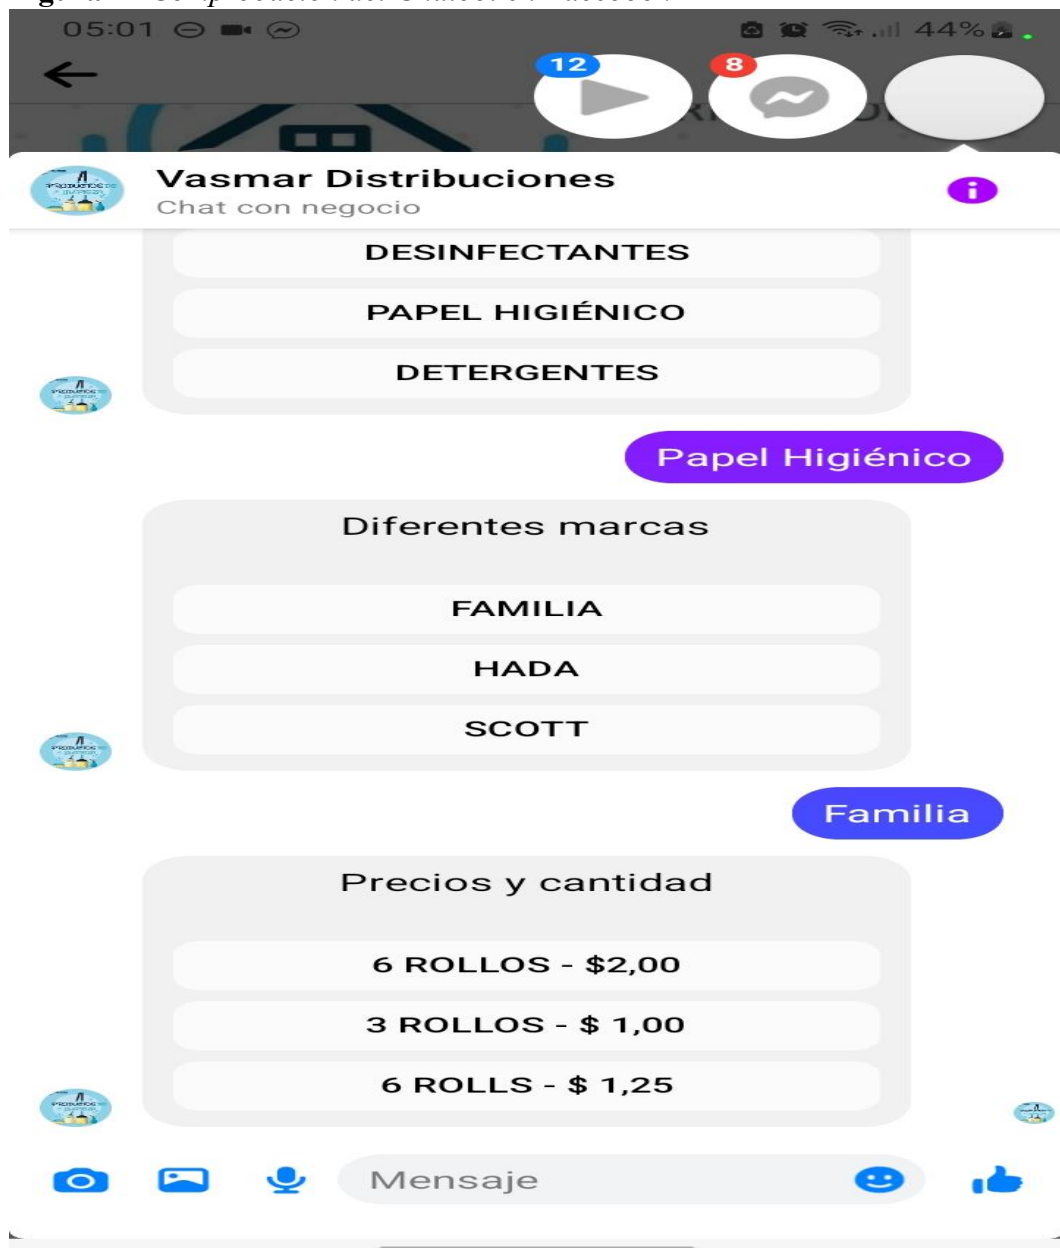 05:01
44%
12
8
Vasmar Distribuciones
Chat con negocio
DESINFECTANTES
PAPEL HIGIÉNICO
DETERGENTES
Papel Higiénico
Diferentes marcas
FAMILIA
HADA
SCOTT
Familia
Precios y cantidad
6 ROLLOS - $2,00
3 ROLLOS - $ 1,00
6 ROLLS - $ 1,25
Mensaje